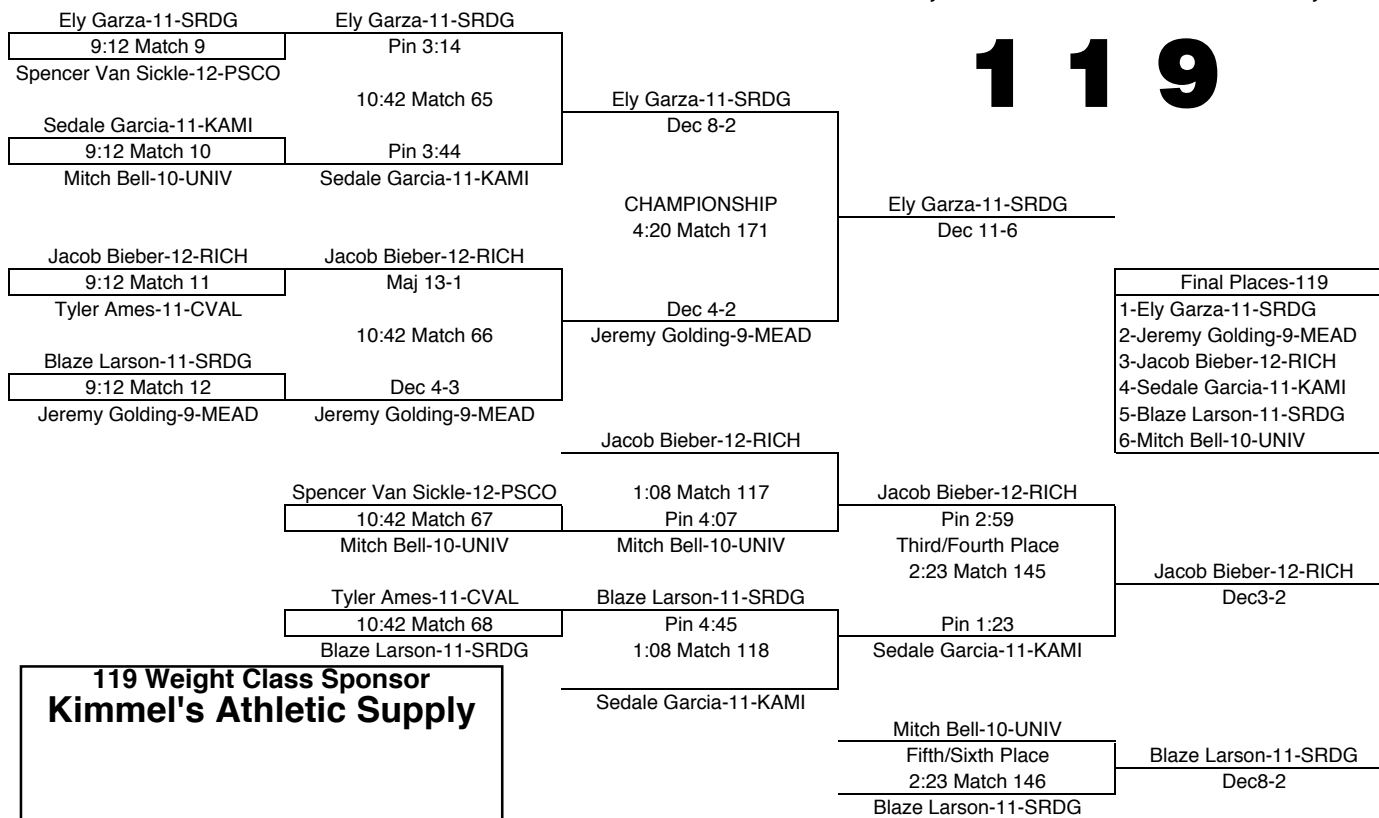 119
Ely Garza-11-SRDG
9:12 Match 9
Spencer Van Sickle-12-PSCO
Sedale Garcia-11-KAMI
9:12 Match 10
Mitch Bell-10-UNIV
Jacob Bieber-12-RICH
9:12 Match 11
Tyler Ames-11-CVAL
Blaze Larson-11-SRDG
9:12 Match 12
Jeremy Golding-9-MEAD
Ely Garza-11-SRDG
Pin 3:14
10:42 Match 65
Pin 3:44
Sedale Garcia-11-KAMI
Jacob Bieber-12-RICH
Maj 13-1
10:42 Match 66
Dec 4-3
Jeremy Golding-9-MEAD
Ely Garza-11-SRDG
Dec 8-2
CHAMPIONSHIP
4:20 Match 171
Dec 4-2
Jeremy Golding-9-MEAD
Ely Garza-11-SRDG
Dec 11-6
Final Places-119
1-Ely Garza-11-SRDG
2-Jeremy Golding-9-MEAD
3-Jacob Bieber-12-RICH
4-Sedale Garcia-11-KAMI
5-Blaze Larson-11-SRDG
6-Mitch Bell-10-UNIV
Spencer Van Sickle-12-PSCO
10:42 Match 67
Mitch Bell-10-UNIV
Tyler Ames-11-CVAL
10:42 Match 68
Blaze Larson-11-SRDG
Jacob Bieber-12-RICH
1:08 Match 117
Pin 4:07
Mitch Bell-10-UNIV
Blaze Larson-11-SRDG
Pin 4:45
1:08 Match 118
Sedale Garcia-11-KAMI
Jacob Bieber-12-RICH
Pin 2:59
Third/Fourth Place
2:23 Match 145
Pin 1:23
Sedale Garcia-11-KAMI
Jacob Bieber-12-RICH
Dec3-2
Mitch Bell-10-UNIV
Fifth/Sixth Place
2:23 Match 146
Blaze Larson-11-SRDG
Blaze Larson-11-SRDG
Dec8-2
119 Weight Class Sponsor
Kimmel's Athletic Supply